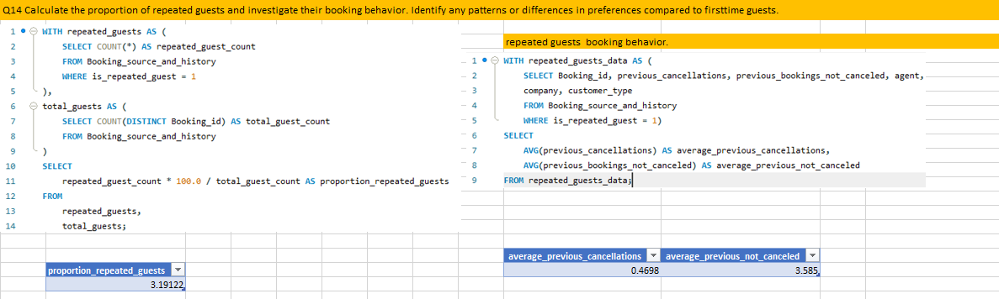 Q14 Calculate the proportion of repeated guests and investigate their booking behavior. Identify any patterns or differences in preferences compared to firsttime guests.
1 WITH repeated_guests AS (
2 SELECT COUNT(*) AS repeated_guest_count
3 FROM Booking_source_and_history
4 WHERE is_repeated_guest = 1
5 ),
6 total_guests AS (
7 SELECT COUNT(DISTINCT Booking_id) AS total_guest_count
8 FROM Booking_source_and_history
9 )
10 SELECT
11 repeated_guest_count * 100.0 / total_guest_count AS proportion_repeated_guests
12 FROM
13 repeated_guests,
14 total_guests;
proportion_repeated_guests
3.19122
repeated guests booking behavior.
1 WITH repeated_guests_data AS (
2 SELECT Booking_id, previous_cancellations, previous_bookings_not_canceled, agent,
3 company, customer_type
4 FROM Booking_source_and_history
5 WHERE is_repeated_guest = 1)
6 SELECT
7 AVG(previous_cancellations) AS average_previous_cancellations,
8 AVG(previous_bookings_not_canceled) AS average_previous_not_canceled
9 FROM repeated_guests_data;
average_previous_cancellations average_previous_not_canceled
0.4698 3.585